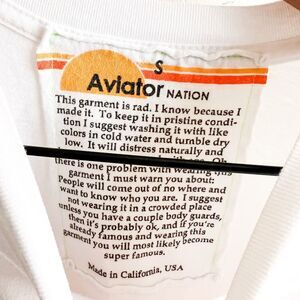 S
Aviator NATION
This garment is rad. I know because I
made it. To keep it in pristine condi-
tion I suggest washing it with like
colors in cold water and tumble dry
low. It will distress naturally and
Oh
there is one problem with wearing this
garment I must warn you about:
People will come out of no where and
want to know who you are. I suggest
not wearing it in a crowded place
unless you have a couple body guards,
then it's probably ok, and if you're
already famous and wearing this
garment you will most likely become
super famous.
Made in California, USA